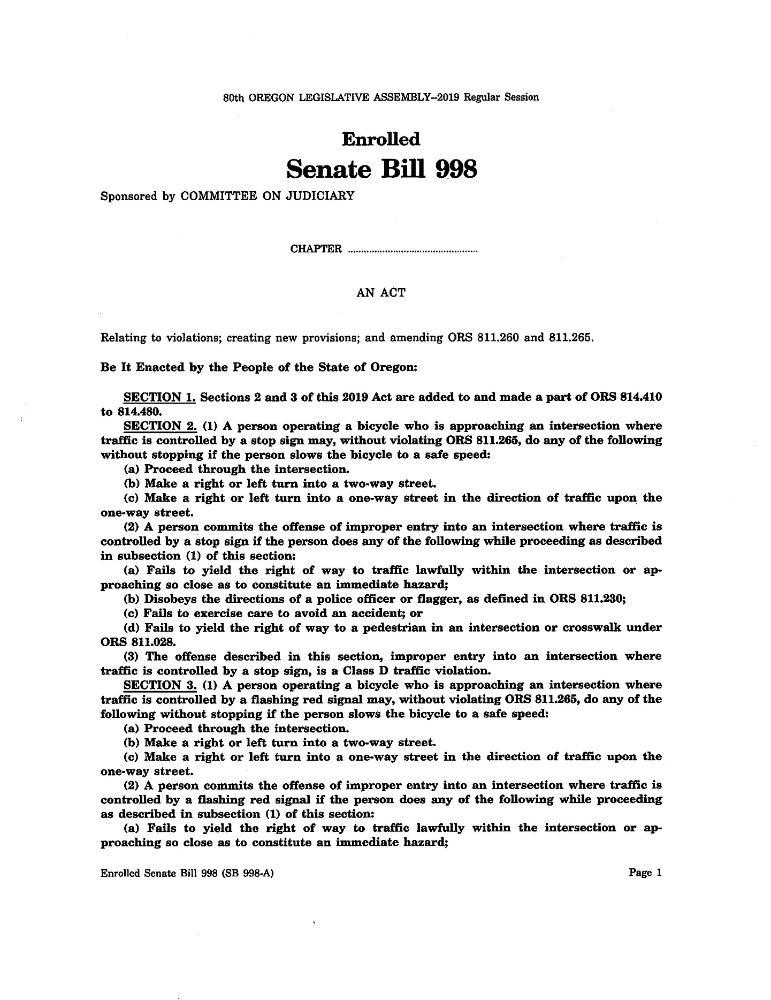 80th OREGON LEGISLATIVE ASSEMBLY--2019 Regular Session
Enrolled
Senate Bill 998
Sponsored by COMMITTEE ON JUDICIARY
CHAPTER .................................................
AN ACT
Relating to violations; creating new provisions; and amending ORS 811.260 and 811.265.
Be It Enacted by the People of the State of Oregon:
SECTION 1. Sections 2 and 3 of this 2019 Act are added to and made a part of ORS 814.410
to 814.480.
SECTION 2. (1) A person operating a bicycle who is approaching an intersection where
traffic is controlled by a stop sign may, without violating ORS 811.265, do any of the following
without stopping if the person slows the bicycle to a safe speed:
(a) Proceed through the intersection.
(b) Make a right or left turn into a two-way street.
(c) Make a right or left turn into a one-way street in the direction of traffic upon the
one-way street.
(2) A person commits the offense of improper entry into an intersection where traffic is
controlled by a stop sign if the person does any of the following while proceeding as described
in subsection (1) of this section:
(a) Fails to yield the right of way to traffic lawfully within the intersection or ap-
proaching so close as to constitute an immediate hazard;
(b) Disobeys the directions of a police officer or flagger, as defined in ORS 811.230;
(c) Fails to exercise care to avoid an accident; or
(d) Fails to yield the right of way to a pedestrian in an intersection or crosswalk under
ORS 811.028.
(3) The offense described in this section, improper entry into an intersection where
traffic is controlled by a stop sign, is a Class D traffic violation.
SECTION 3. (1) A person operating a bicycle who is approaching an intersection where
traffic is controlled by a flashing red signal may, without violating ORS 811.265, do any of the
following without stopping if the person slows the bicycle to a safe speed:
(a) Proceed through the intersection.
(b) Make a right or left turn into a two-way street.
(c) Make a right or left turn into a one-way street in the direction of traffic upon the
one-way street.
(2) A person commits the offense of improper entry into an intersection where traffic is
controlled by a flashing red signal if the person does any of the following while proceeding
as described in subsection (1) of this section:
(a) Fails to yield the right of way to traffic lawfully within the intersection or ap-
proaching so close as to constitute an immediate hazard;
Enrolled Senate Bill 998 (SB 998-A) Page 1